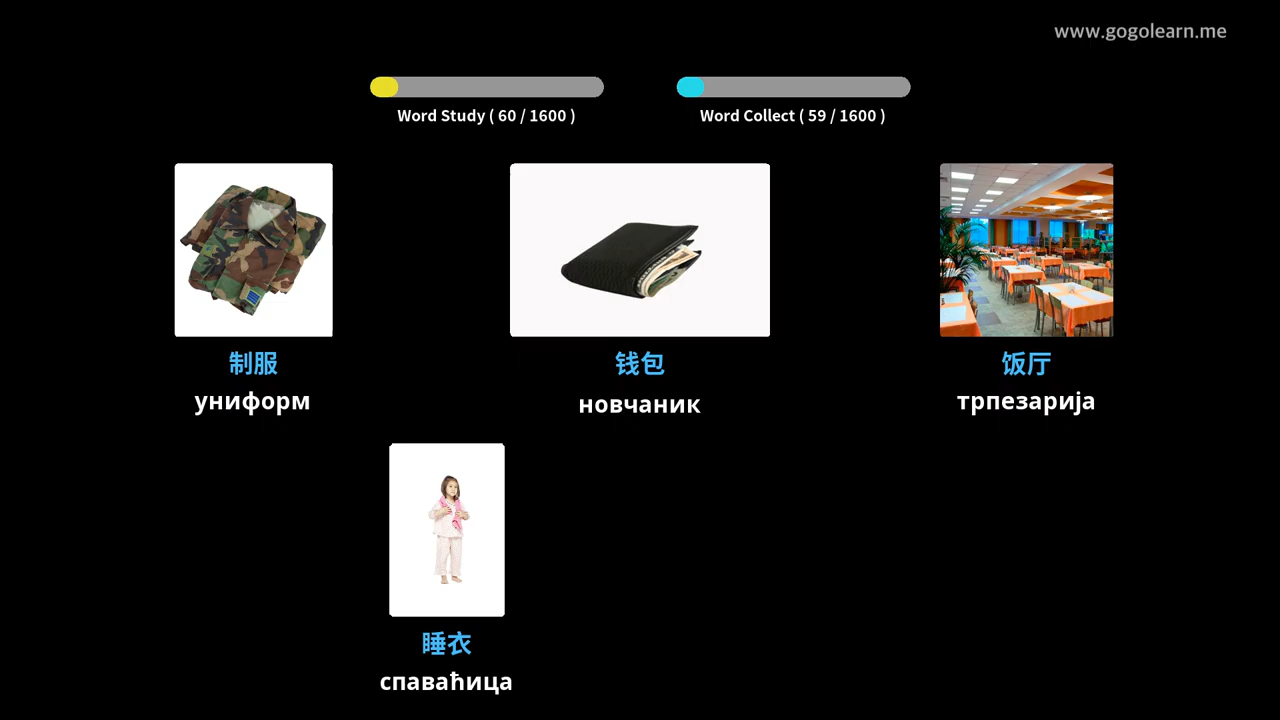 www.gogolearn.me
Word Study ( 60 / 1600 )
Word Collect ( 59 / 1600 )
制服
униформ
钱包
новчаник
饭厅
трпезарија
睡衣
спаваћица